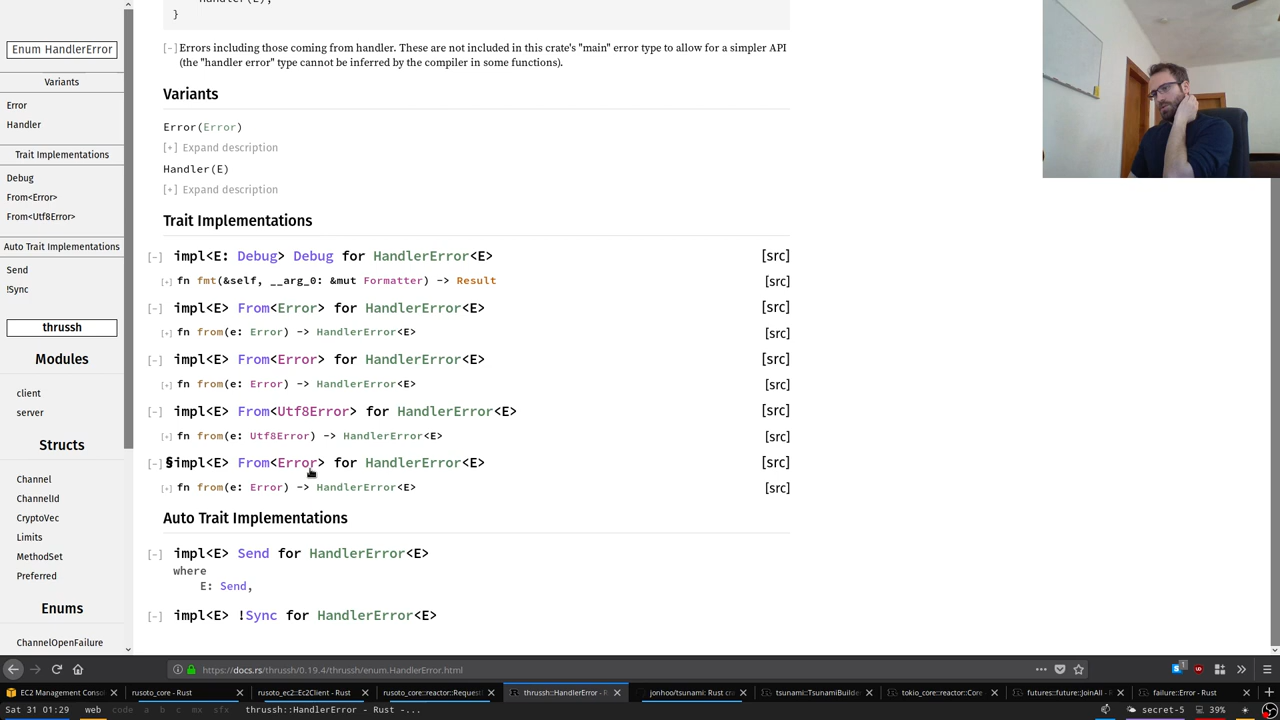 Handler(E),
}
[-] Errors including those coming from handler. These are not included in this crate's "main" error type to allow for a simpler API
(the "handler error" type cannot be inferred by the compiler in some functions).
Variants
Error(Error)
[+] Expand description
Handler(E)
[+] Expand description
Trait Implementations
[-] impl<E: Debug> Debug for HandlerError<E> [src]
[+] fn fmt(&self, __arg_0: &mut Formatter) -> Result [src]
[-] impl<E> From<Error> for HandlerError<E> [src]
[+] fn from(e: Error) -> HandlerError<E> [src]
[-] impl<E> From<Error> for HandlerError<E> [src]
[+] fn from(e: Error) -> HandlerError<E> [src]
[-] impl<E> From<Utf8Error> for HandlerError<E> [src]
[+] fn from(e: Utf8Error) -> HandlerError<E> [src]
[-] §impl<E> From<Error> for HandlerError<E> [src]
[+] fn from(e: Error) -> HandlerError<E> [src]
Auto Trait Implementations
[-] impl<E> Send for HandlerError<E>
where
E: Send,
[-] impl<E> !Sync for HandlerError<E>
Enum HandlerError
Variants
Error
Handler
Trait Implementations
Debug
From<Error>
From<Utf8Error>
Auto Trait Implementations
Send
!Sync
thrussh
Modules
client
server
Structs
Channel
ChannelId
CryptoVec
Limits
MethodSet
Preferred
Enums
ChannelOpenFailure
https://docs.rs/thrussh/0.19.4/thrussh/enum.HandlerError.html
1
EC2 Management Conso
rusoto_core - Rust
rusoto_ec2::Ec2Client - Rust
rusoto_core::reactor::Request
thrussh::HandlerError - R
jonhoo/tsunami: Rust cra
tsunami::TsunamiBuilde
tokio_core::reactor::Core
futures::future::JoinAll - R
failure::Error - Rust
Sat 31 01:29 web code a b c mx sfx thrussh::HandlerError - Rust -... secret-5 39%